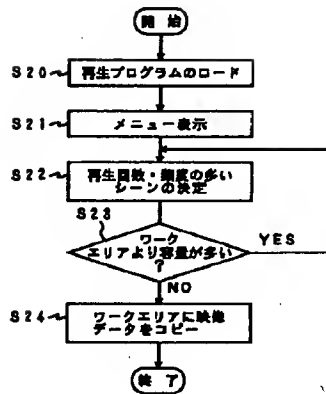 開始
S20
再生プログラムのロード
S21
メニュー表示
S22
再生回数・頻度の多い
シーンの決定
S23
ワーク
エリアより容量が多い
?
YES
NO
S24
ワークエリアに映像
データをコピー
終了